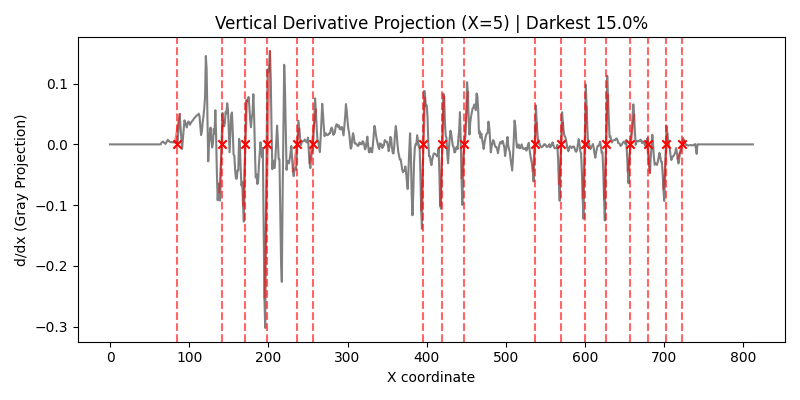 Vertical Derivative Projection (X=5) | Darkest 15.0%
0.1
0.0
−0.1
−0.2
−0.3
d/dx (Gray Projection)
0 100 200 300 400 500 600 700 800
X coordinate